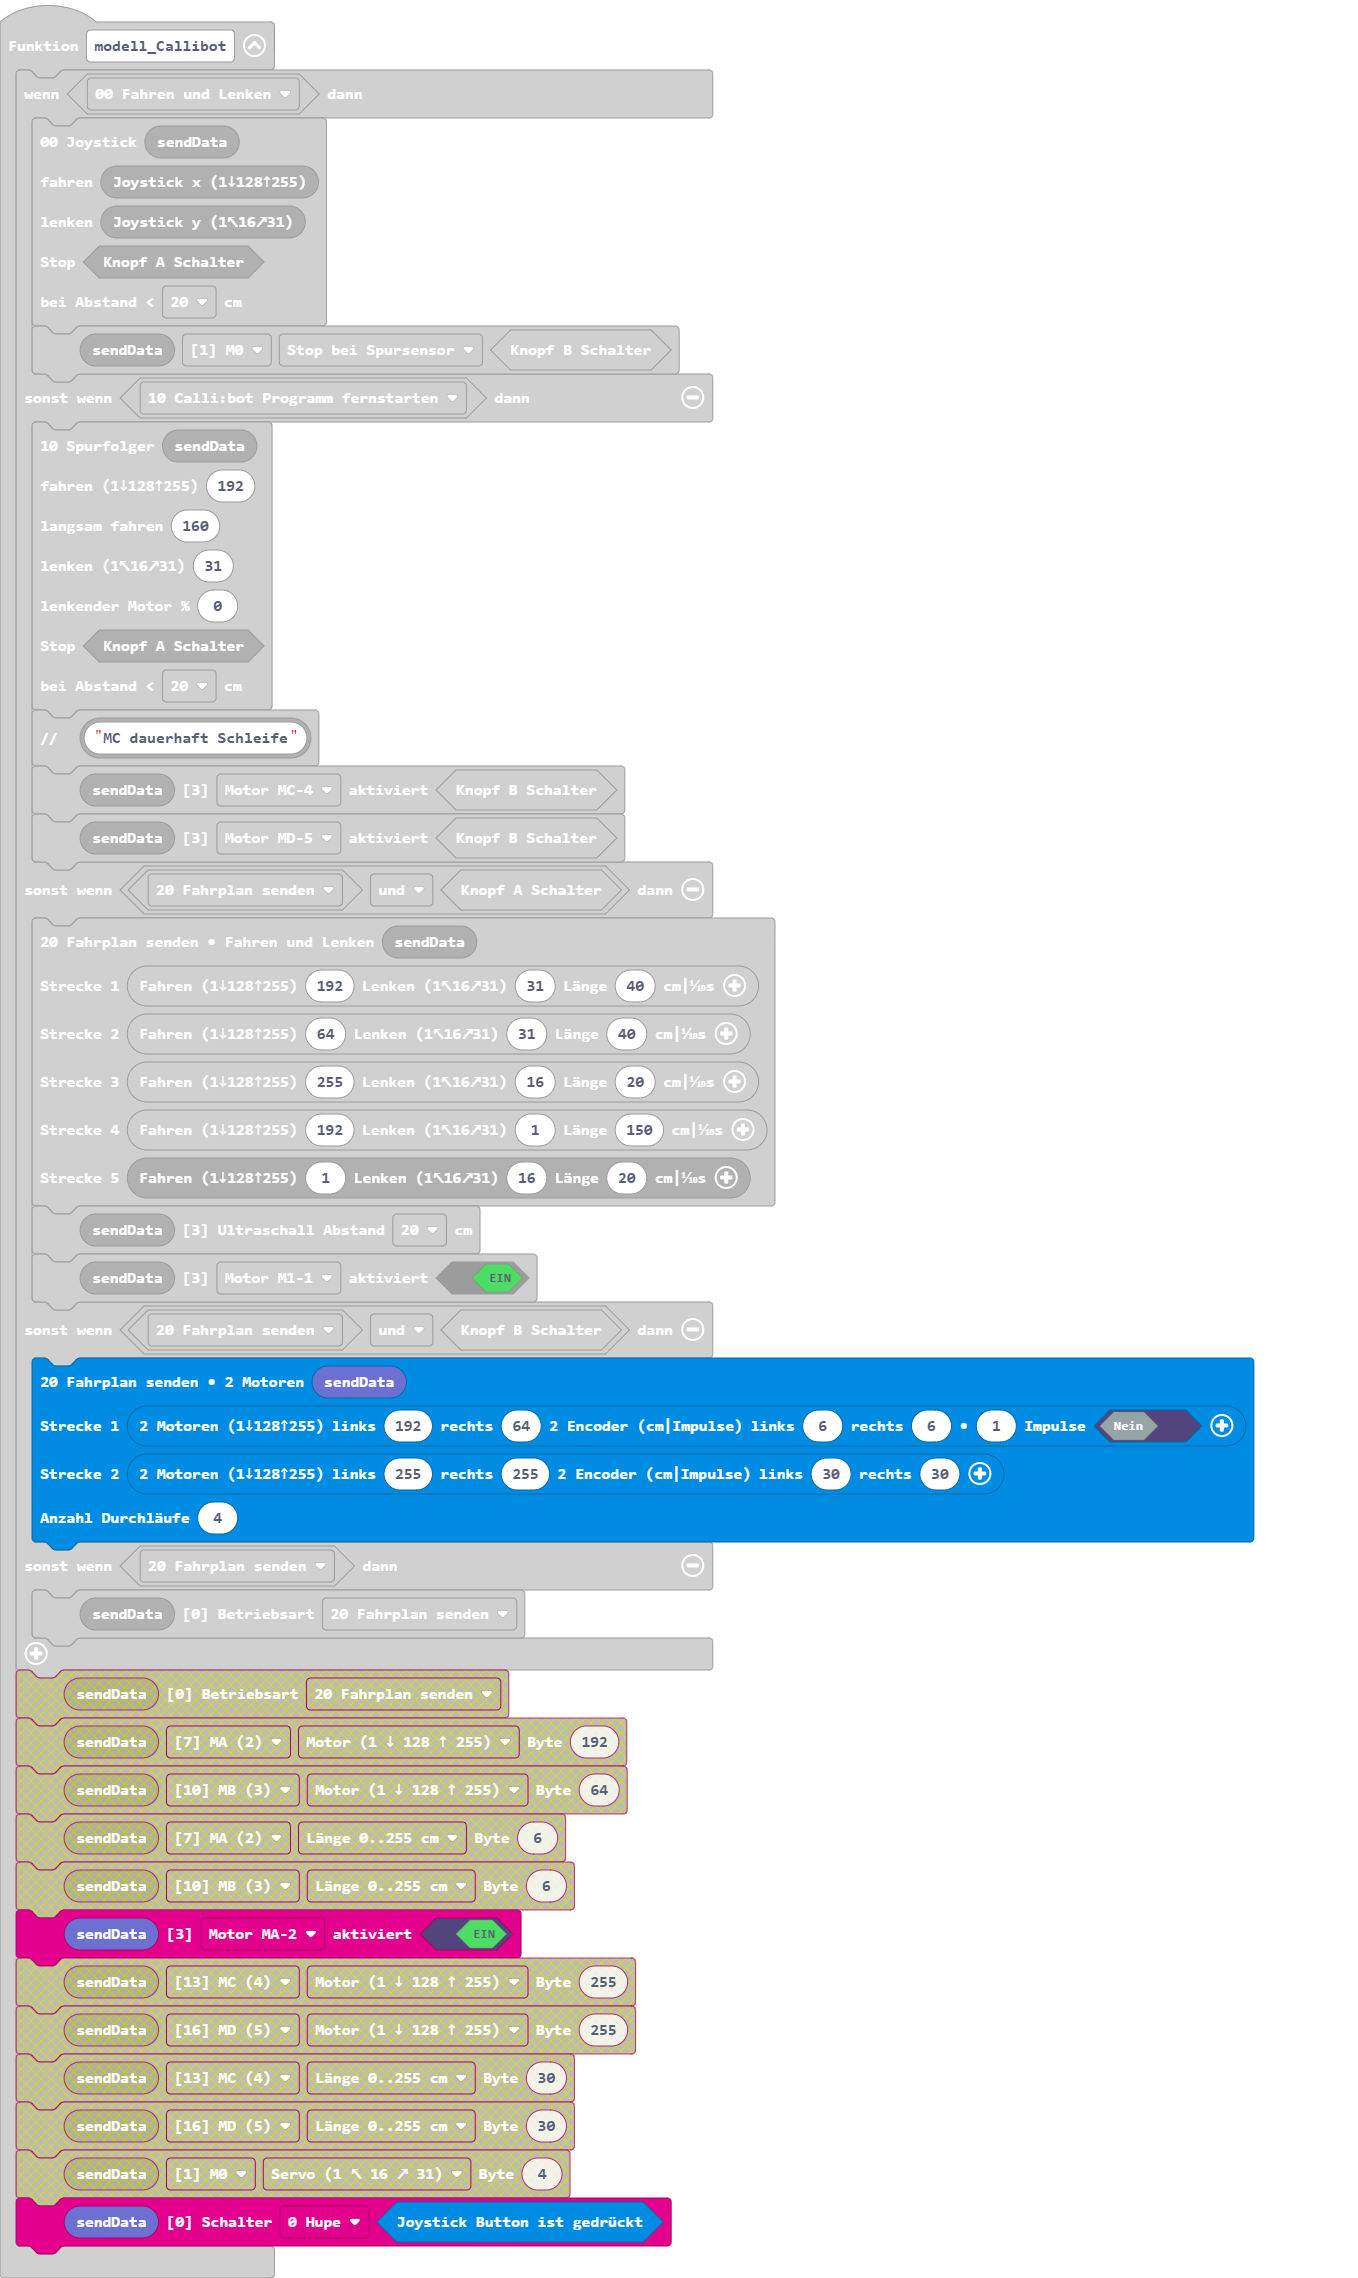 Funktion modell_Callibot
wenn 00 Fahren und Lenken dann
00 Joystick sendData
fahren Joystick x (1↓128↑255)
lenken Joystick y (1↖16↗31)
Stop Knopf A Schalter
bei Abstand < 20 cm
sendData [1] M0 Stop bei Spursensor Knopf B Schalter
sonst wenn 10 Calli:bot Programm fernstarten dann
10 Spurfolger sendData
fahren (1↓128↑255) 192
langsam fahren 160
lenken (1↖16↗31) 31
lenkender Motor % 0
Stop Knopf A Schalter
bei Abstand < 20 cm
// "MC dauerhaft Schleife"
sendData [3] Motor MC-4 aktiviert Knopf B Schalter
sendData [3] Motor MD-5 aktiviert Knopf B Schalter
sonst wenn 20 Fahrplan senden und Knopf A Schalter dann
20 Fahrplan senden • Fahren und Lenken sendData
Strecke 1 Fahren (1↓128↑255) 192 Lenken (1↖16↗31) 31 Länge 40 cm|⅒s
Strecke 2 Fahren (1↓128↑255) 64 Lenken (1↖16↗31) 31 Länge 40 cm|⅒s
Strecke 3 Fahren (1↓128↑255) 255 Lenken (1↖16↗31) 16 Länge 20 cm|⅒s
Strecke 4 Fahren (1↓128↑255) 192 Lenken (1↖16↗31) 1 Länge 150 cm|⅒s
Strecke 5 Fahren (1↓128↑255) 1 Lenken (1↖16↗31) 16 Länge 20 cm|⅒s
sendData [3] Ultraschall Abstand 20 cm
sendData [3] Motor M1-1 aktiviert EIN
sonst wenn 20 Fahrplan senden und Knopf B Schalter dann
20 Fahrplan senden • 2 Motoren sendData
Strecke 1 2 Motoren (1↓128↑255) links 192 rechts 64 2 Encoder (cm|Impulse) links 6 rechts 6 • 1 Impulse Nein
Strecke 2 2 Motoren (1↓128↑255) links 255 rechts 255 2 Encoder (cm|Impulse) links 30 rechts 30
Anzahl Durchläufe 4
sonst wenn 20 Fahrplan senden dann
sendData [0] Betriebsart 20 Fahrplan senden
sendData [0] Betriebsart 20 Fahrplan senden
sendData [7] MA (2) Motor (1 ↓ 128 ↑ 255) Byte 192
sendData [10] MB (3) Motor (1 ↓ 128 ↑ 255) Byte 64
sendData [7] MA (2) Länge 0..255 cm Byte 6
sendData [10] MB (3) Länge 0..255 cm Byte 6
sendData [3] Motor MA-2 aktiviert EIN
sendData [13] MC (4) Motor (1 ↓ 128 ↑ 255) Byte 255
sendData [16] MD (5) Motor (1 ↓ 128 ↑ 255) Byte 255
sendData [13] MC (4) Länge 0..255 cm Byte 30
sendData [16] MD (5) Länge 0..255 cm Byte 30
sendData [1] M0 Servo (1 ↖ 16 ↗ 31) Byte 4
sendData [0] Schalter 0 Hupe Joystick Button ist gedrückt